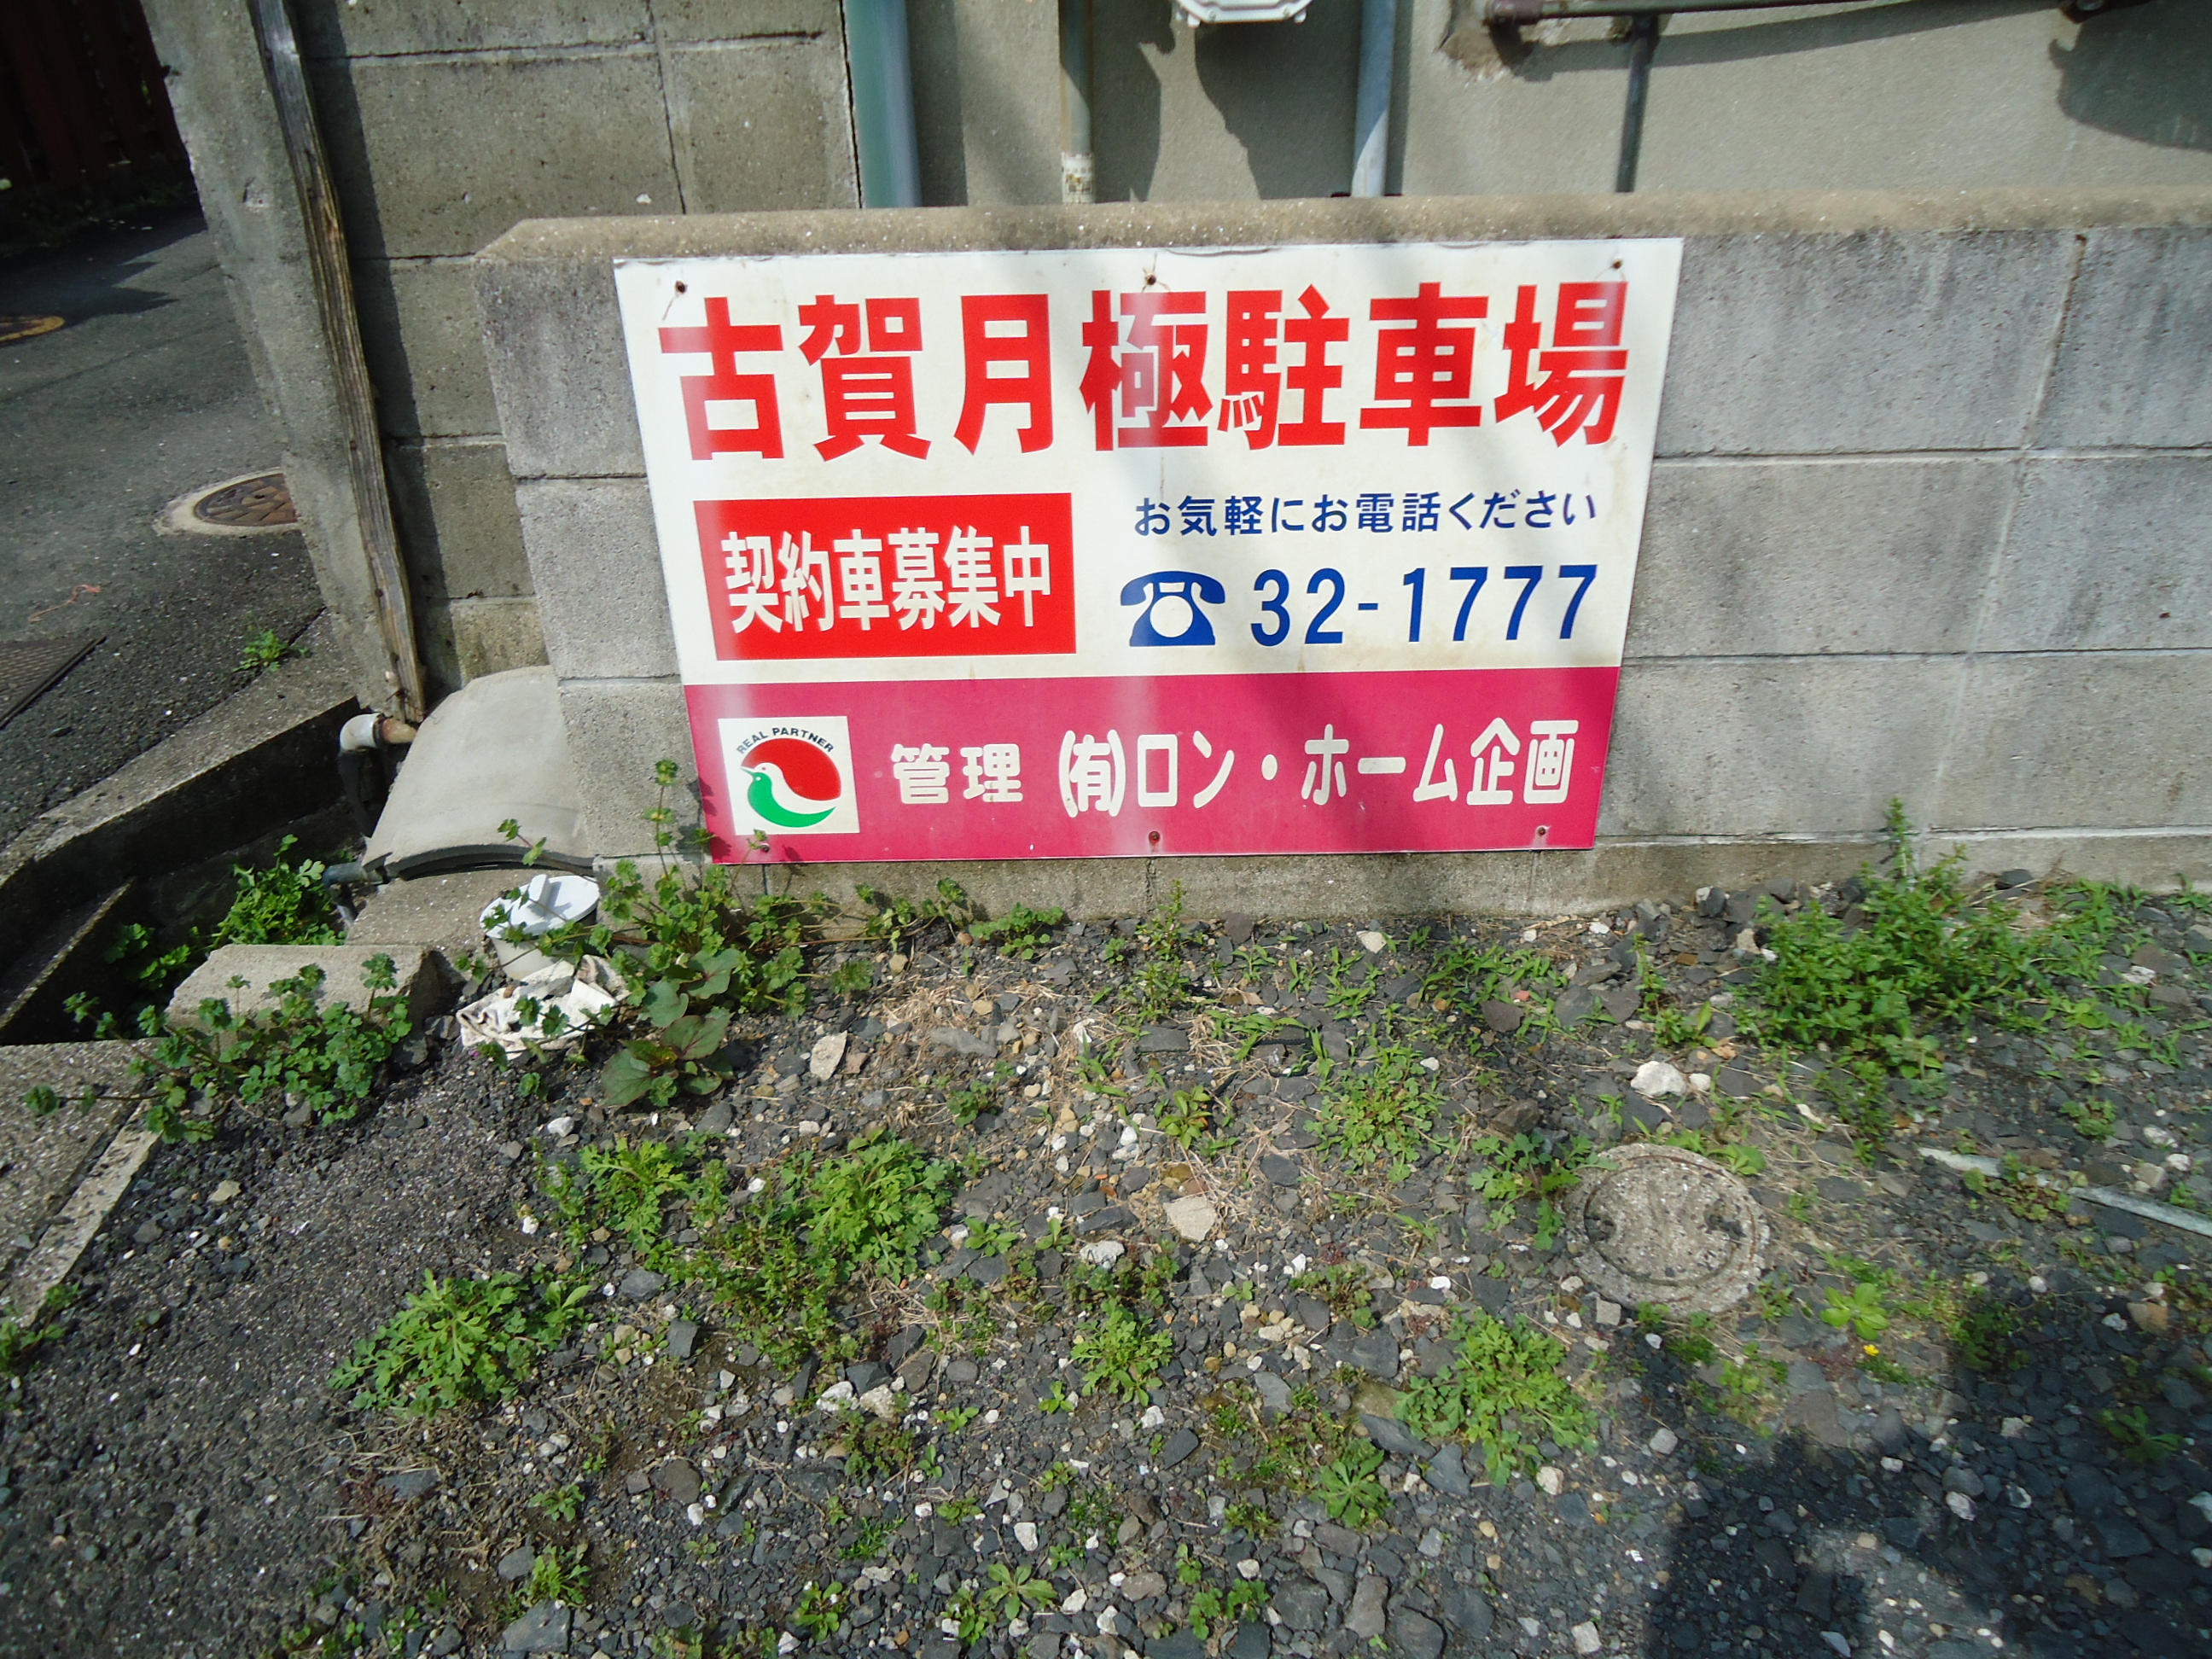 古賀月極駐車場
契約車募集中
お気軽にお電話ください
☎32-1777
REAL PARTNER
管理 (有)ロン・ホーム企画